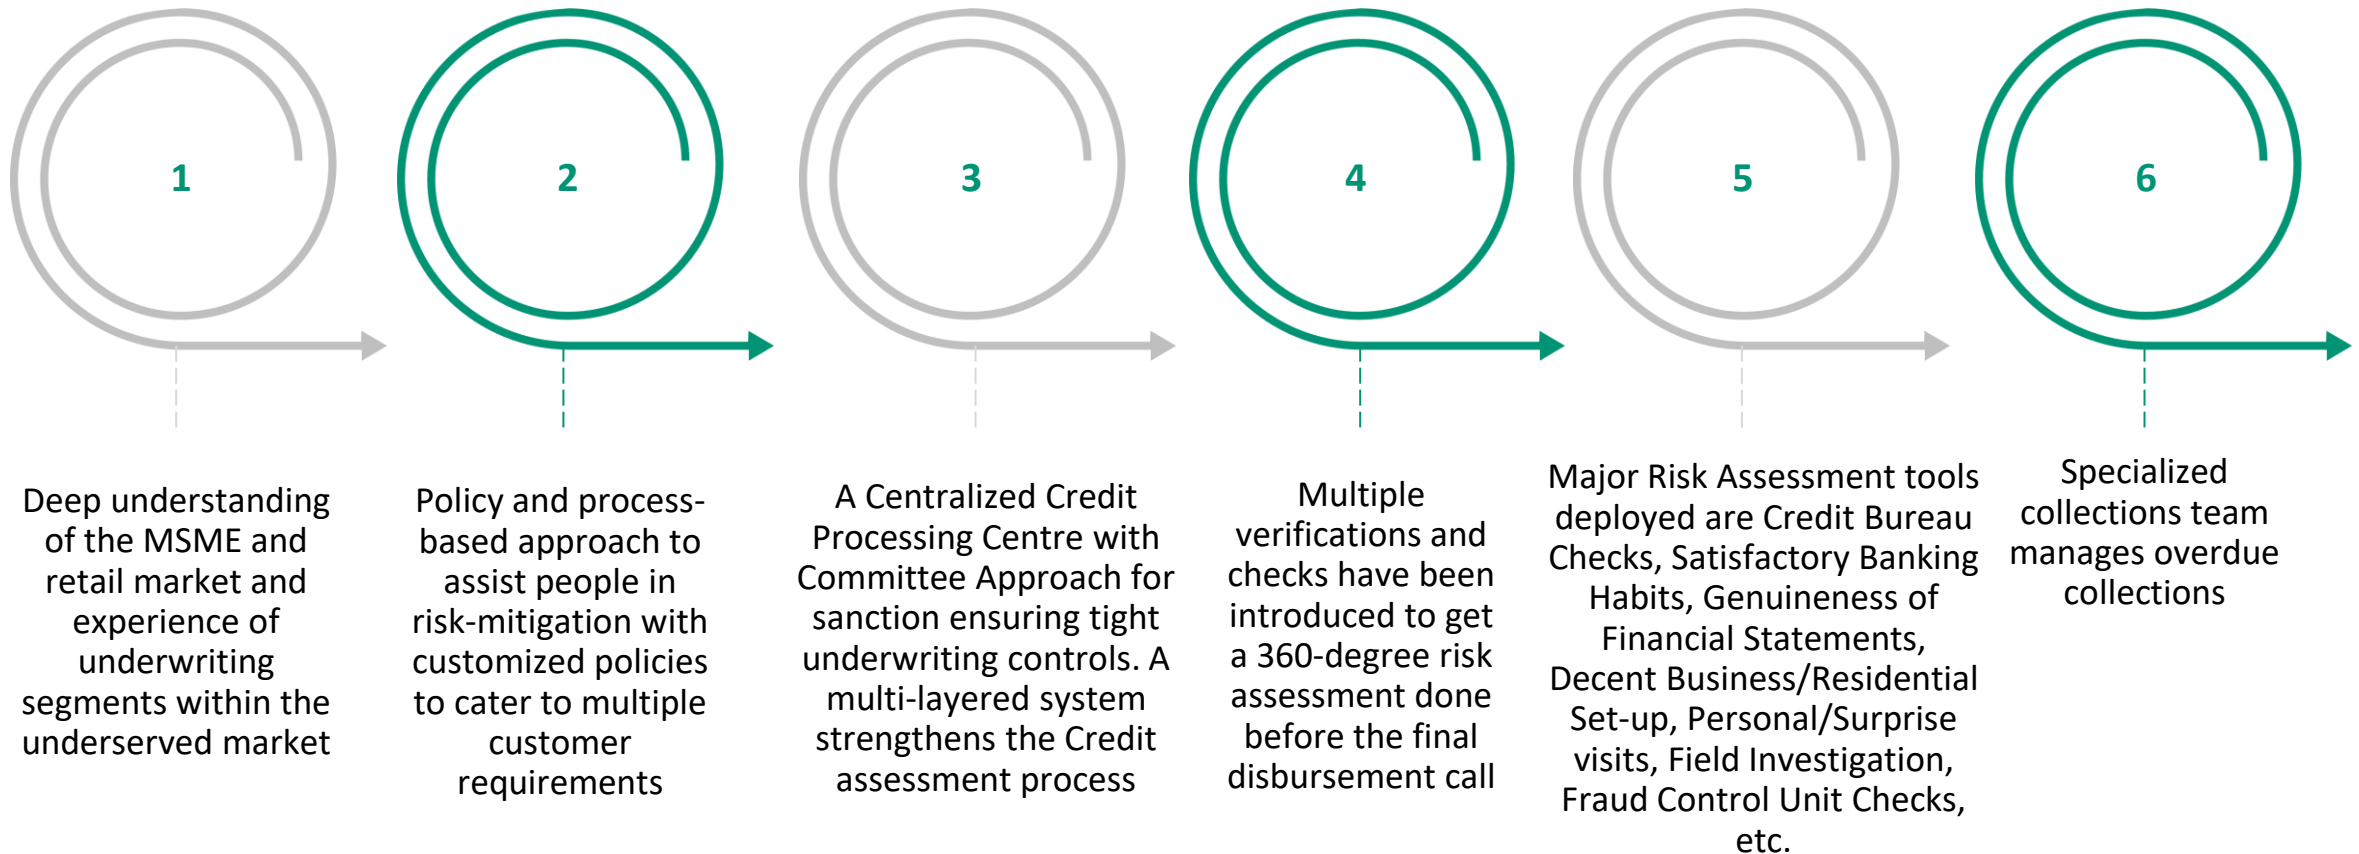 1
Deep understanding
of the MSME and
retail market and
experience of
underwriting
segments within the
underserved market
2
Policy and process-
based approach to
assist people in
risk-mitigation with
customized policies
to cater to multiple
customer
requirements
3
A Centralized Credit
Processing Centre with
Committee Approach for
sanction ensuring tight
underwriting controls. A
multi-layered system
strengthens the Credit
assessment process
4
Multiple
verifications and
checks have been
introduced to get
a 360-degree risk
assessment done
before the final
disbursement call
5
Major Risk Assessment tools
deployed are Credit Bureau
Checks, Satisfactory Banking
Habits, Genuineness of
Financial Statements,
Decent Business/Residential
Set-up, Personal/Surprise
visits, Field Investigation,
Fraud Control Unit Checks,
etc.
6
Specialized
collections team
manages overdue
collections